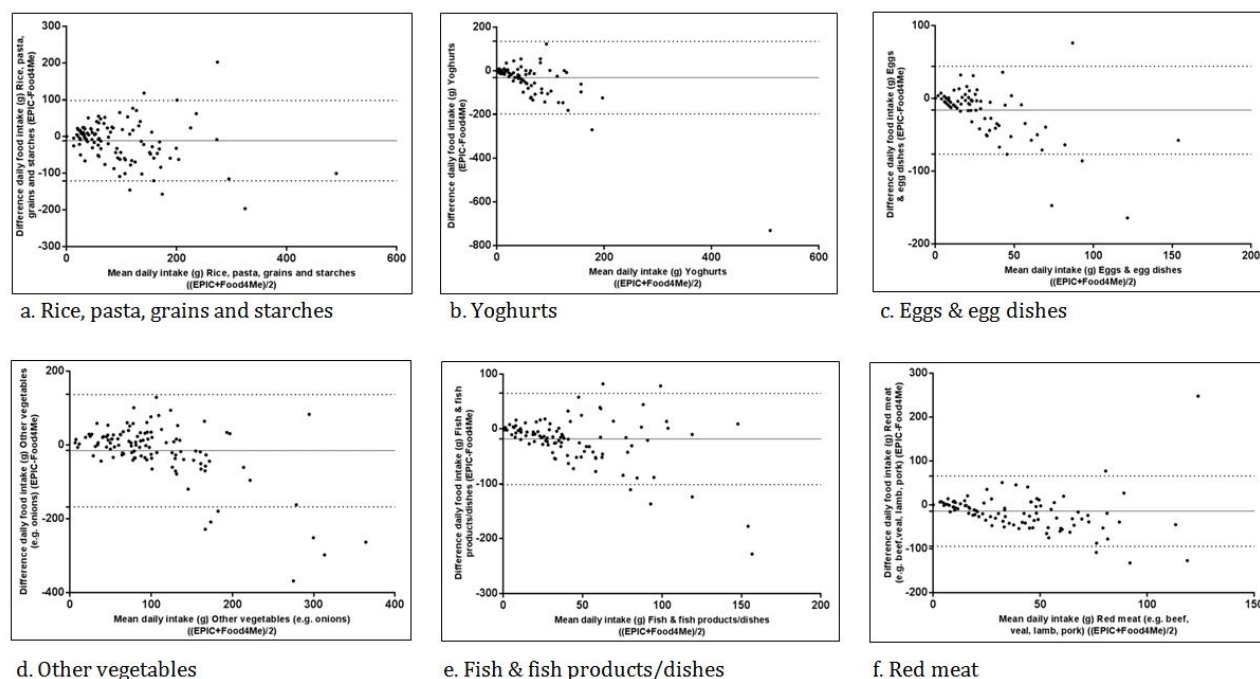 300
200
100
0
-100
-200
-300
0
200
400
600
Difference daily food intake (g) Rice, pasta,
grains and starches (EPIC-Food4Me)
Mean daily intake (g) Rice, pasta, grains and starches
((EPIC+Food4Me)/2)
a. Rice, pasta, grains and starches
200
0
-200
-400
-600
-800
0
200
400
600
Difference daily food intake (g) Yoghurts
(EPIC-Food4Me)
Mean daily intake (g) Yoghurts
((EPIC+Food4Me)/2)
b. Yoghurts
100
0
-100
-200
0
50
100
150
200
Difference daily food intake (g) Eggs
& egg dishes (EPIC-Food4Me)
Mean daily intake (g) Eggs & egg dishes
((EPIC+Food4Me)/2)
c. Eggs & egg dishes
200
0
-200
-400
0
100
200
300
400
Difference daily food intake (g) Other vegetables
(e.g. onions) (EPIC-Food4Me)
Mean daily intake (g) Other vegetables (e.g. onions)
((EPIC+Food4Me)/2)
d. Other vegetables
100
0
-100
-200
-300
0
50
100
150
200
Difference daily food intake (g) Fish & fish
products/dishes (EPIC-Food4Me)
Mean daily intake (g) Fish & fish products/dishes
((EPIC+Food4Me)/2)
e. Fish & fish products/dishes
300
200
100
0
-100
-200
0
50
100
150
Difference daily food intake (g) Red meat
(e.g. beef,veal, lamb, pork) (EPIC-Food4Me)
Mean daily intake (g) Red meat (e.g. beef,
veal, lamb, pork) ((EPIC+Food4Me)/2)
f. Red meat